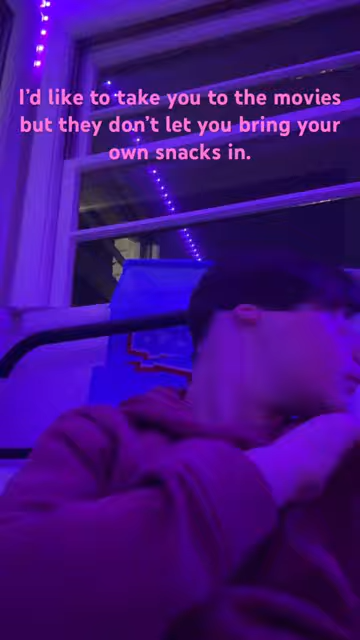 I'd like to take you to the movies
but they don't let you bring your
own snacks in.